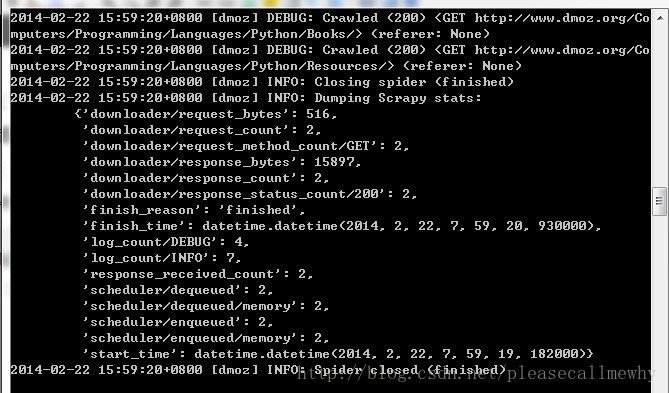 2014-02-22 15:59:20+0800 [dmoz] DEBUG: Crawled (200) <GET http://www.dmoz.org/Co
mputers/Programming/Languages/Python/Books/> (referer: None)
2014-02-22 15:59:20+0800 [dmoz] DEBUG: Crawled (200) <GET http://www.dmoz.org/Co
mputers/Programming/Languages/Python/Resources/> (referer: None)
2014-02-22 15:59:20+0800 [dmoz] INFO: Closing spider (finished)
2014-02-22 15:59:20+0800 [dmoz] INFO: Dumping Scrapy stats:
{'downloader/request_bytes': 516,
'downloader/request_count': 2,
'downloader/request_method_count/GET': 2,
'downloader/response_bytes': 15897,
'downloader/response_count': 2,
'downloader/response_status_count/200': 2,
'finish_reason': 'finished',
'finish_time': datetime.datetime(2014, 2, 22, 7, 59, 20, 930000),
'log_count/DEBUG': 4,
'log_count/INFO': 7,
'response_received_count': 2,
'scheduler/dequeued': 2,
'scheduler/dequeued/memory': 2,
'scheduler/enqueued': 2,
'scheduler/enqueued/memory': 2,
'start_time': datetime.datetime(2014, 2, 22, 7, 59, 19, 182000)}
2014-02-22 15:59:20+0800 [dmoz] INFO: Spider closed (finished)
http://blog.csdn.net/pleasecallmewhy